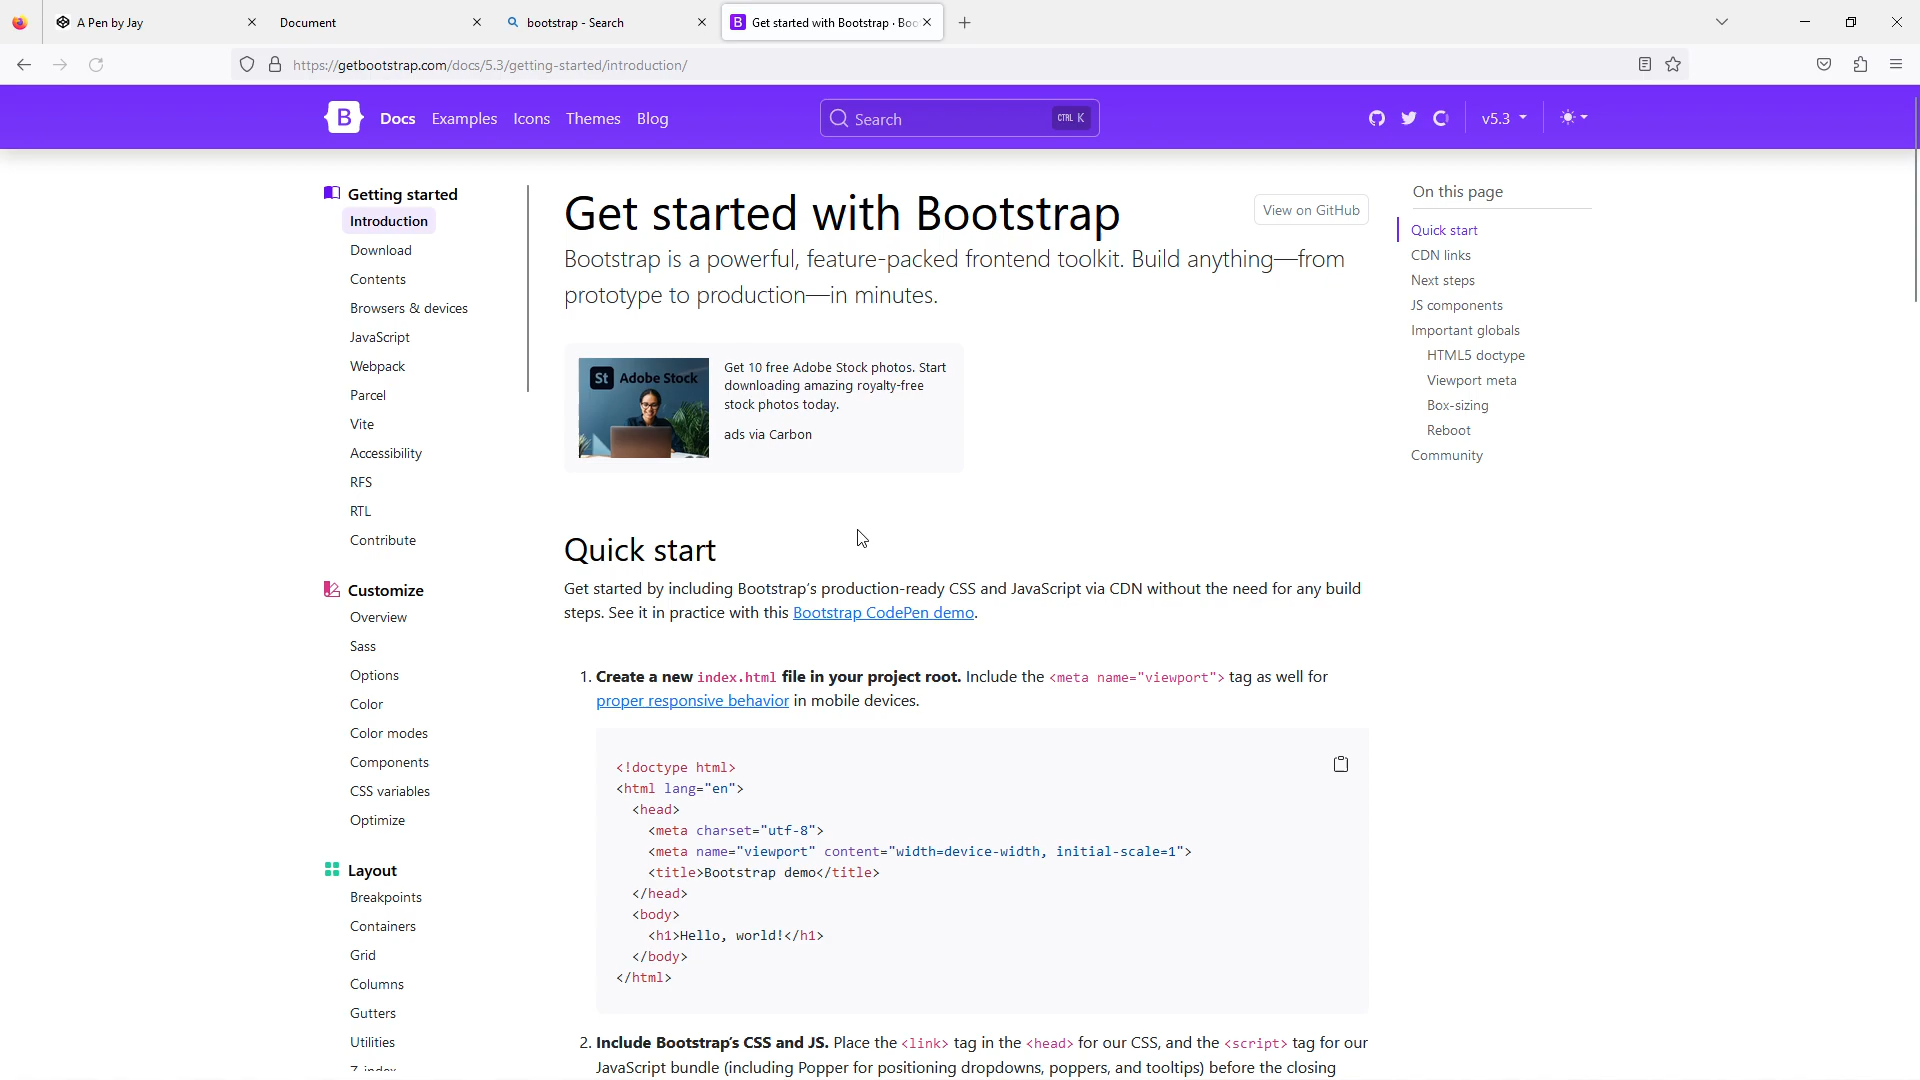 A Pen by Jay
Document
bootstrap - Search
B Get started with Bootstrap · Boo
https://getbootstrap.com/docs/5.3/getting-started/introduction/
B Docs Examples Icons Themes Blog
Search
CTRL K
v5.3
Getting started
Introduction
Download
Contents
Browsers & devices
JavaScript
Webpack
Parcel
Vite
Accessibility
RFS
RTL
Contribute
Customize
Overview
Sass
Options
Color
Color modes
Components
CSS variables
Optimize
Layout
Breakpoints
Containers
Grid
Columns
Gutters
Utilities
Z-index
Get started with Bootstrap
View on GitHub
Bootstrap is a powerful, feature-packed frontend toolkit. Build anything—from
prototype to production—in minutes.
St Adobe Stock
Get 10 free Adobe Stock photos. Start
downloading amazing royalty-free
stock photos today.
ads via Carbon
Quick start
Get started by including Bootstrap's production-ready CSS and JavaScript via CDN without the need for any build
steps. See it in practice with this Bootstrap CodePen demo.
1. Create a new index.html file in your project root. Include the <meta name="viewport"> tag as well for
proper responsive behavior in mobile devices.
<!doctype html>
<html lang="en">
<head>
<meta charset="utf-8">
<meta name="viewport" content="width=device-width, initial-scale=1">
<title>Bootstrap demo</title>
</head>
<body>
<h1>Hello, world!</h1>
</body>
</html>
2. Include Bootstrap's CSS and JS. Place the <link> tag in the <head> for our CSS, and the <script> tag for our
JavaScript bundle (including Popper for positioning dropdowns, poppers, and tooltips) before the closing
On this page
Quick start
CDN links
Next steps
JS components
Important globals
HTML5 doctype
Viewport meta
Box-sizing
Reboot
Community